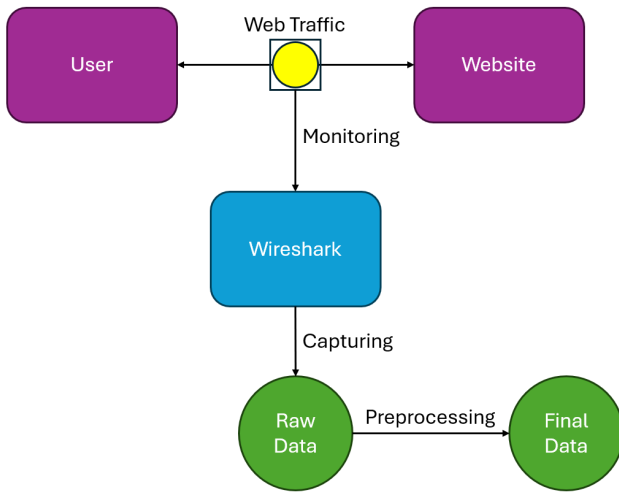 Web Traffic
User
Website
Monitoring
Wireshark
Capturing
Raw
Data
Preprocessing
Final
Data